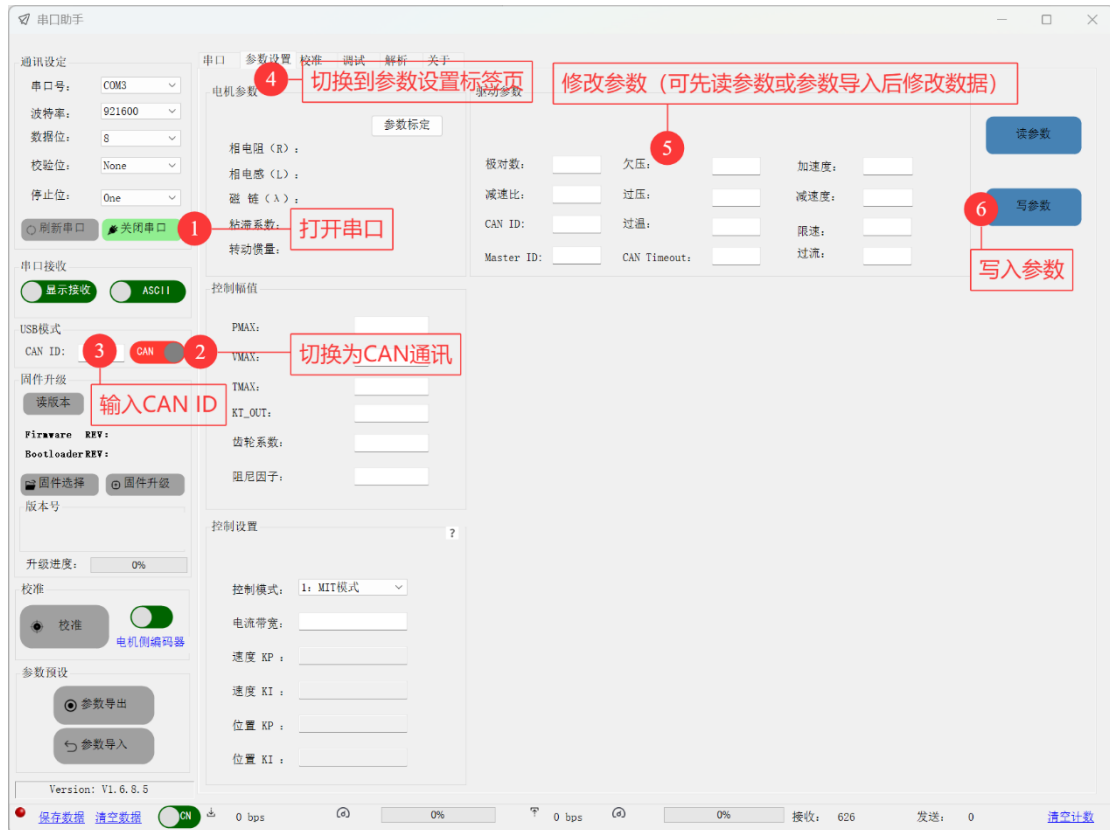 串口助手
通讯设定
串口号： COM3
波特率： 921600
数据位： 8
校验位： None
停止位： One
刷新串口 关闭串口
1
打开串口
串口接收
显示接收 ASCII
USB模式
CAN ID: 3 CAN 2
切换为CAN通讯
输入CAN ID
固件升级
读版本
Firmware REV:
Bootloader REV:
固件选择 固件升级
版本号
升级进度： 0%
校准
校准
电机侧编码器
参数预设
参数导出
参数导入
Version: V1.6.8.5
串口 参数设置 校准 调试 解析 关于
4
切换到参数设置标签页
电机参数
参数标定
相电阻（R）：
相电感（L）：
磁 链（λ）：
粘滞系数：
转动惯量：
驱动参数
修改参数（可先读参数或参数导入后修改数据）
5
极对数： 欠压： 加速度：
减速比： 过压： 减速度：
CAN ID: 过温： 限速：
Master ID: CAN Timeout: 过流：
读参数
6
写参数
写入参数
控制幅值
PMAX:
VMAX:
TMAX:
KT_OUT:
齿轮系数：
阻尼因子：
控制设置 ?
控制模式： 1: MIT模式
电流带宽：
速度 KP ：
速度 KI ：
位置 KP ：
位置 KI ：
保存数据 清空数据 CN 0 bps 0% 0 bps 0% 接收： 626 发送： 0 清空计数